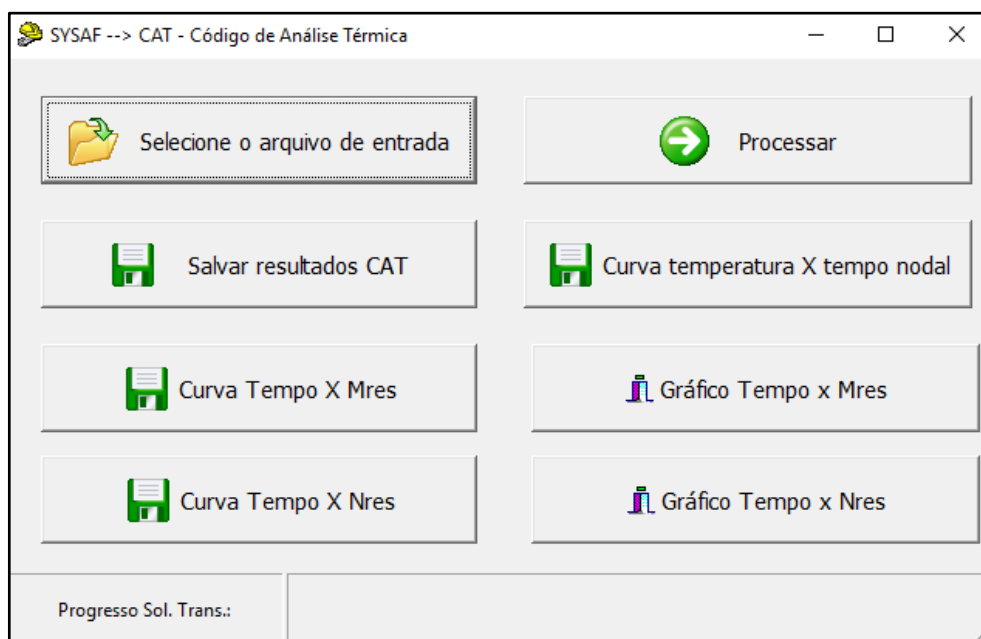 SYSAF --> CAT - Código de Análise Térmica
Selecione o arquivo de entrada
Processar
Salvar resultados CAT
Curva temperatura X tempo nodal
Curva Tempo X Mres
Gráfico Tempo x Mres
Curva Tempo X Nres
Gráfico Tempo x Nres
Progresso Sol. Trans.: